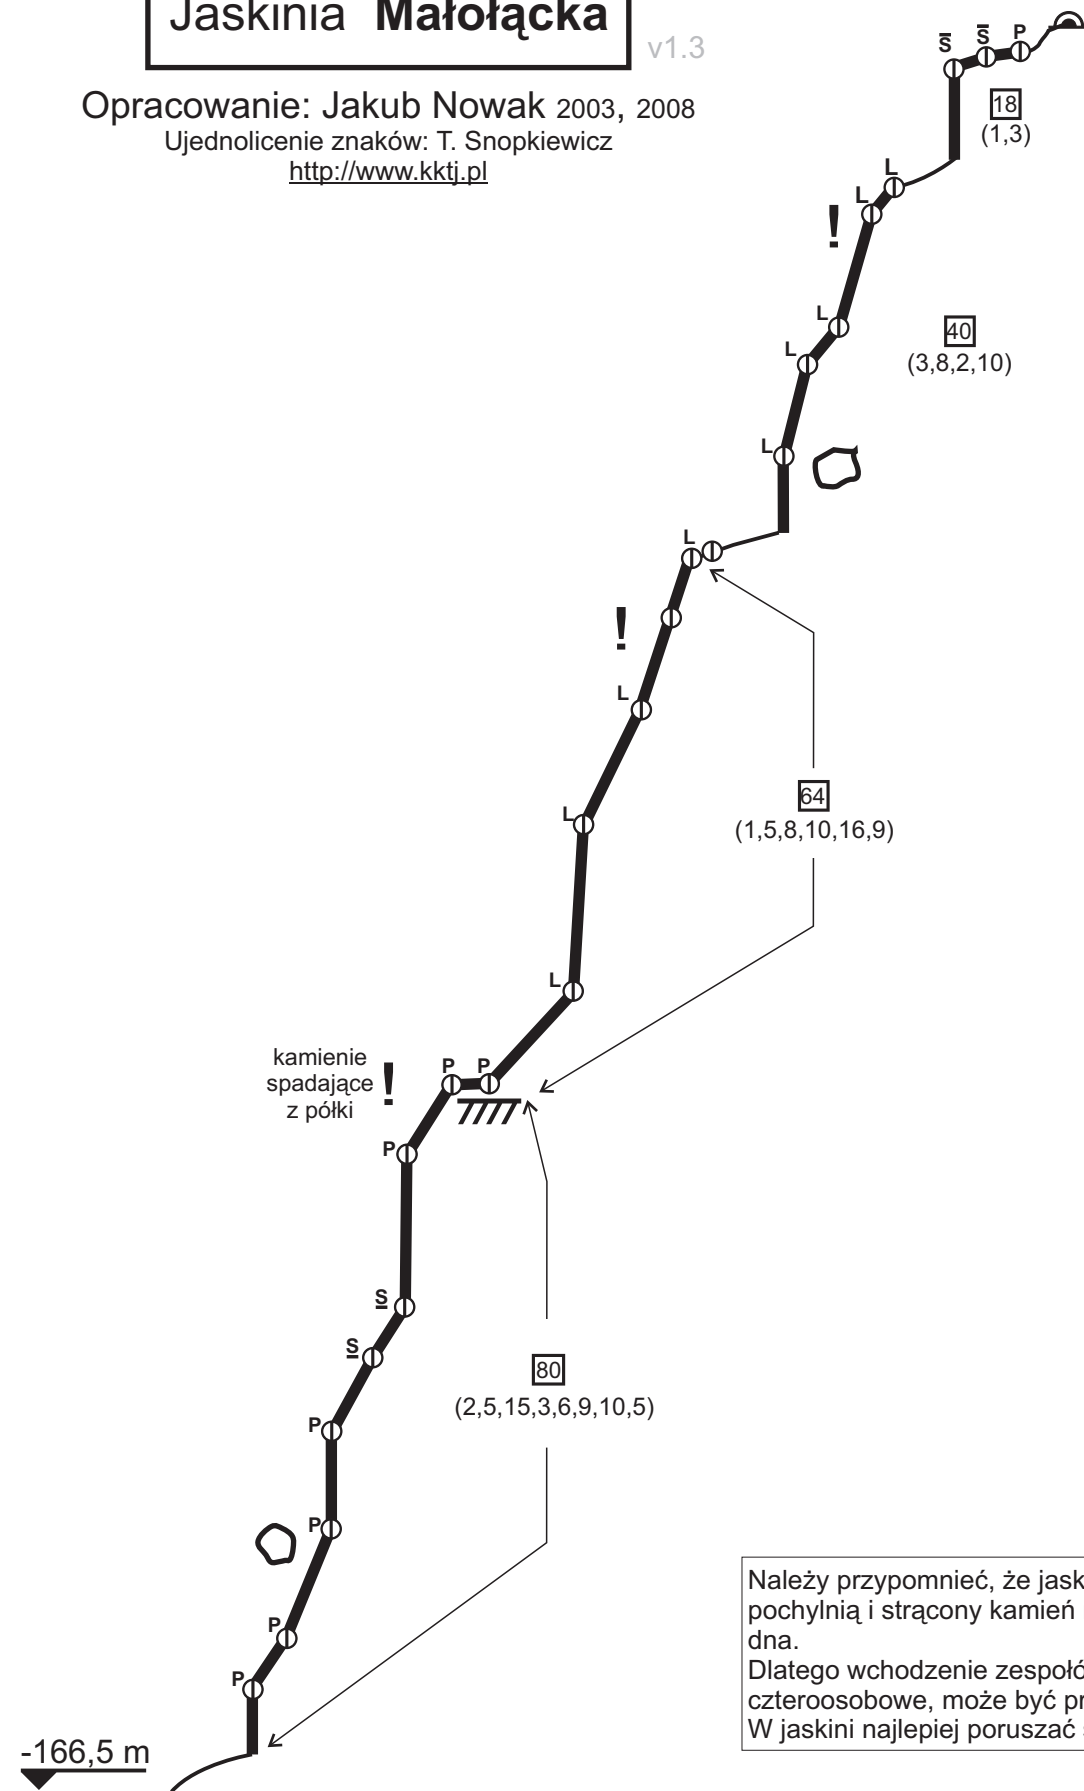 Jaskinia Małołącka
v1.3
Opracowanie: Jakub Nowak 2003, 2008
Ujednolicenie znaków: T. Snopkiewicz
http://www.kktj.pl
S̄ S̄ P
18
(1,3)
L
L
!
L
40
L
(3,8,2,10)
L
L
!
L
64
L
(1,5,8,10,16,9)
L
kamienie
spadające
z półki
!
P P
P
S̲
S̲
80
(2,5,15,3,6,9,10,5)
P
P
P
P
-166,5 m
Należy przypomnieć, że jask
pochylnią i strącony kamień
dna.
Dlatego wchodzenie zespołó
czteroosobowe, może być pr
W jaskini najlepiej poruszać